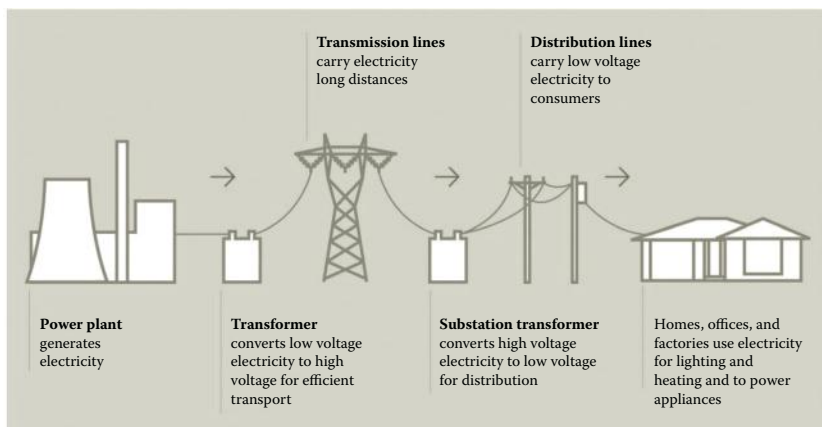 Transmission lines
carry electricity
long distances
Distribution lines
carry low voltage
electricity to
consumers
Power plant
generates
electricity
Transformer
converts low voltage
electricity to high
voltage for efficient
transport
Substation transformer
converts high voltage
electricity to low voltage
for distribution
Homes, offices, and
factories use electricity
for lighting and
heating and to power
appliances